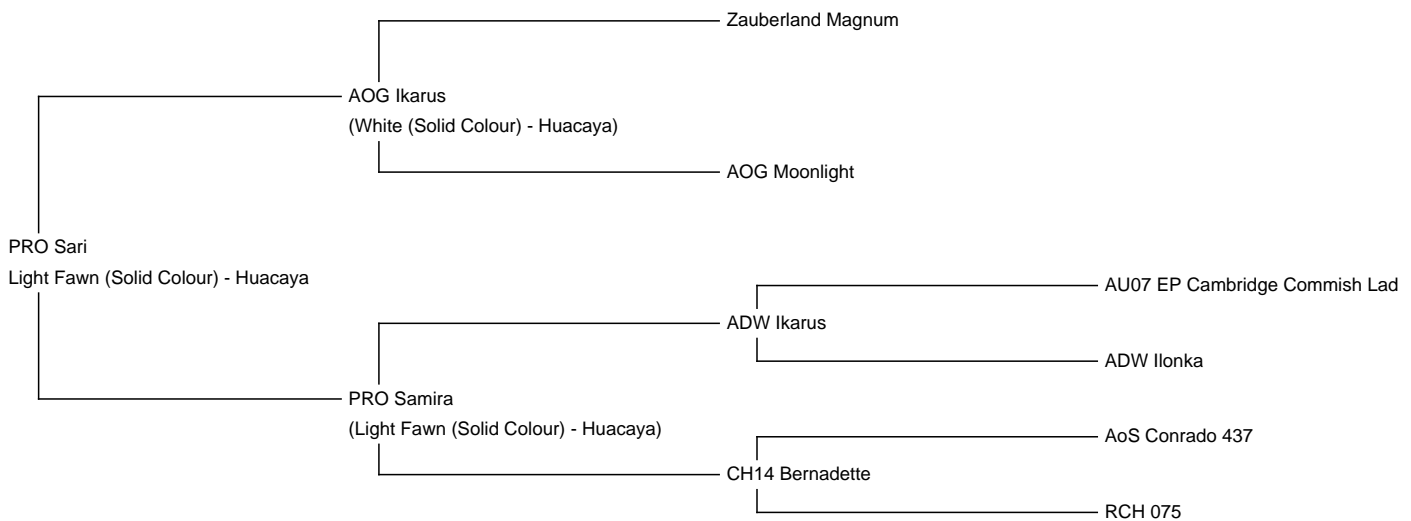 Zauberland Magnum
AOG Ikarus
(White (Solid Colour) - Huacaya)
AOG Moonlight
PRO Sari
Light Fawn (Solid Colour) - Huacaya
AU07 EP Cambridge Commish Lad
ADW Ikarus
ADW Ilonka
PRO Samira
(Light Fawn (Solid Colour) - Huacaya)
AoS Conrado 437
CH14 Bernadette
RCH 075